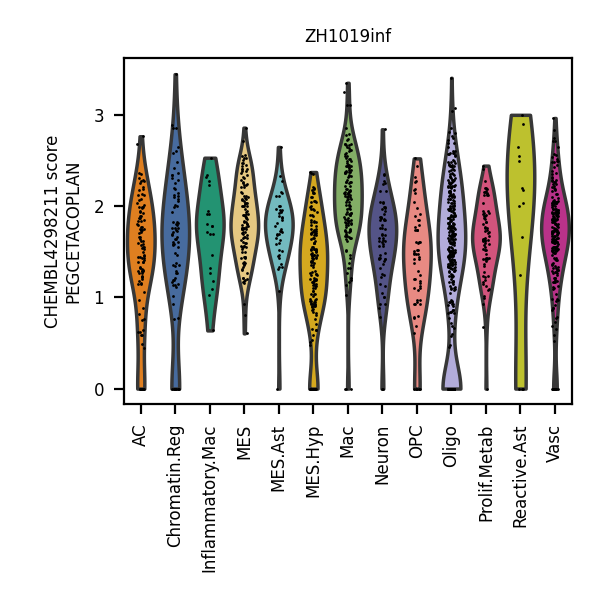 ZH1019inf
CHEMBL4298211 score
PEGCETACOPLAN
3
2
1
0
AC
Chromatin.Reg
Inflammatory.Mac
MES
MES.Ast
MES.Hyp
Mac
Neuron
OPC
Oligo
Prolif.Metab
Reactive.Ast
Vasc